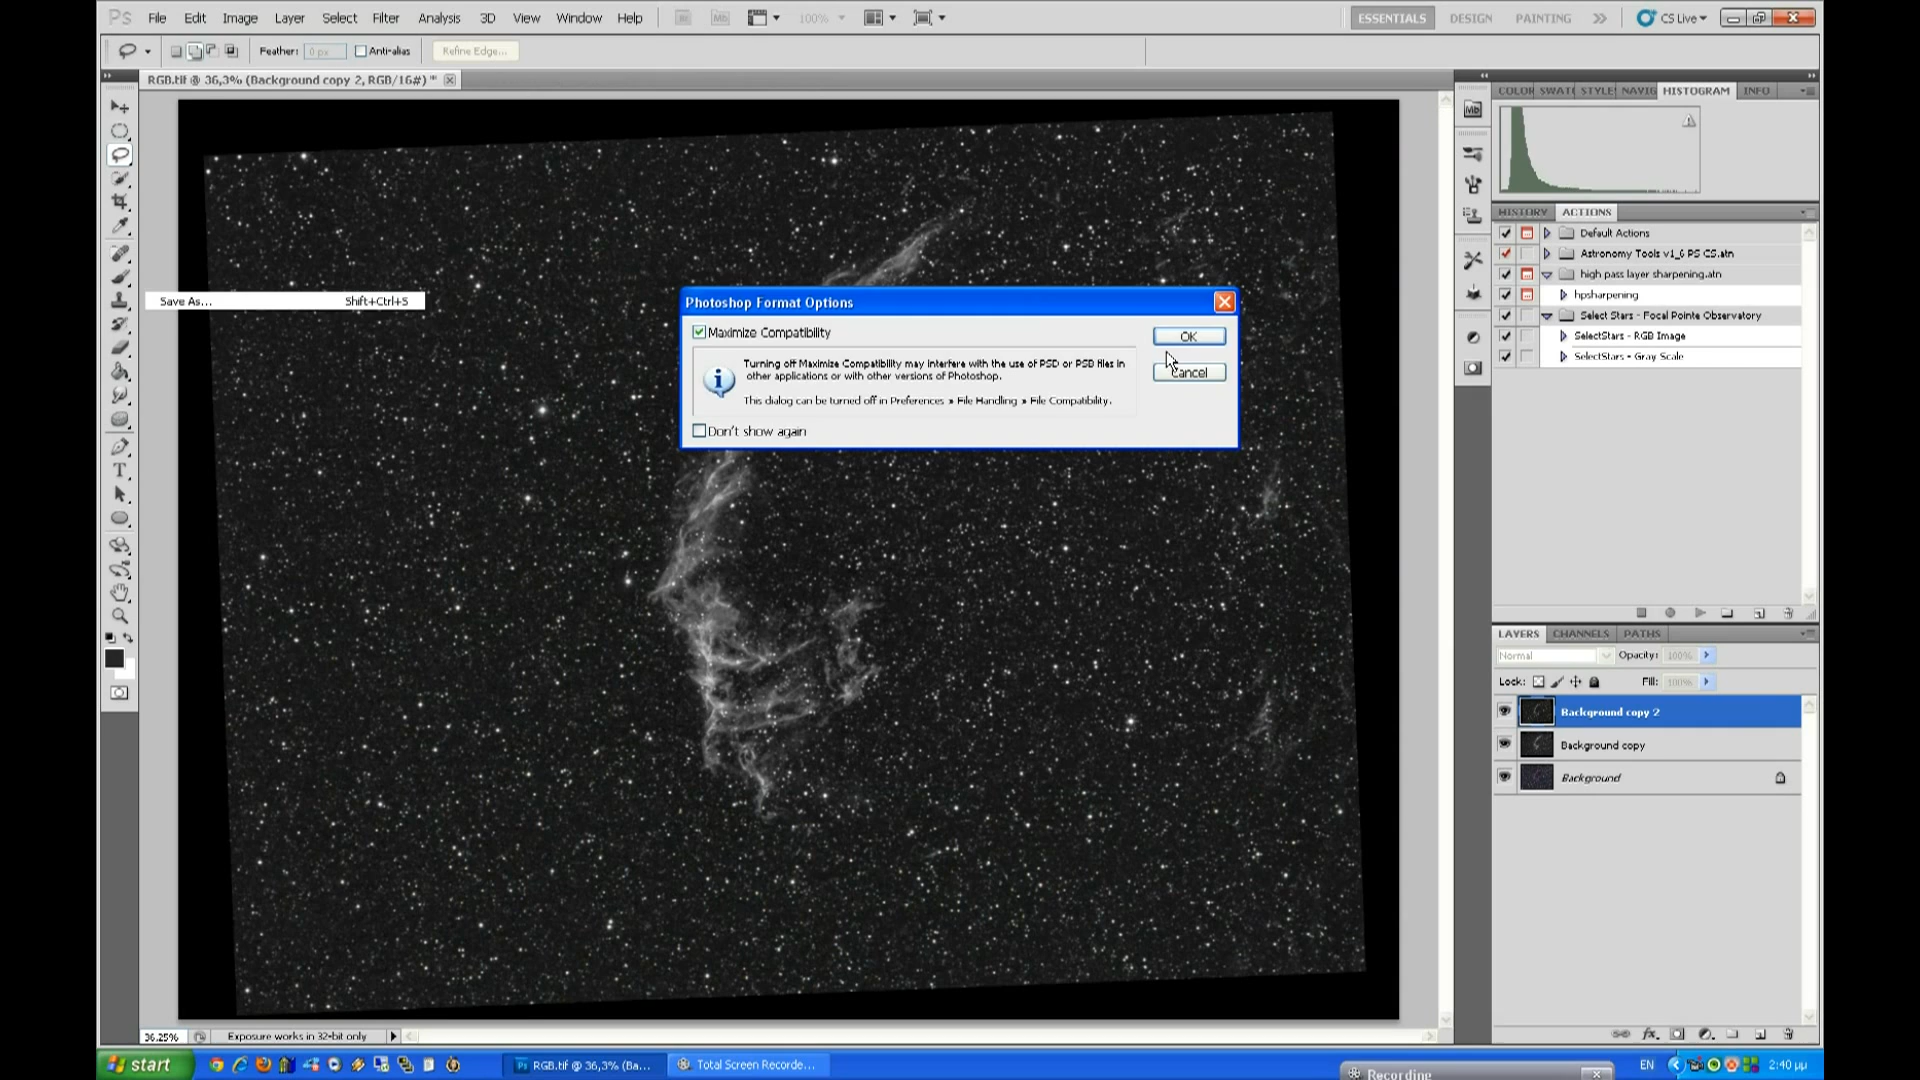 Ps File Edit Image Layer Select Filter Analysis 3D View Window Help Br Mb 100% ESSENTIALS DESIGN PAINTING CS Live
Feather: 0 px Anti-alias Refine Edge...
RGB.tif @ 36,3% (Background copy 2, RGB/16#) *
COLOR SWAT STYLE NAVIG HISTOGRAM INFO
Mb
HISTORY ACTIONS
Default Actions
Astronomy Tools v1_6 PS CS.atn
high pass layer sharpening.atn
hpsharpening
Select Stars - Focal Pointe Observatory
SelectStars - RGB Image
SelectStars - Gray Scale
Save As... Shift+Ctrl+S
Photoshop Format Options
Maximize Compatibility
OK
Turning off Maximize Compatibility may interfere with the use of PSD or PSB files in
other applications or with other versions of Photoshop.
Cancel
This dialog can be turned off in Preferences » File Handling » File Compatibility.
Don't show again
LAYERS CHANNELS PATHS
Normal Opacity: 100%
Lock: Fill: 100%
Background copy 2
Background copy
Background
36.25% Exposure works in 32-bit only
start RGB.tif @ 36,3% (Ba... Total Screen Recorde... Recording EN 2:40 μμ